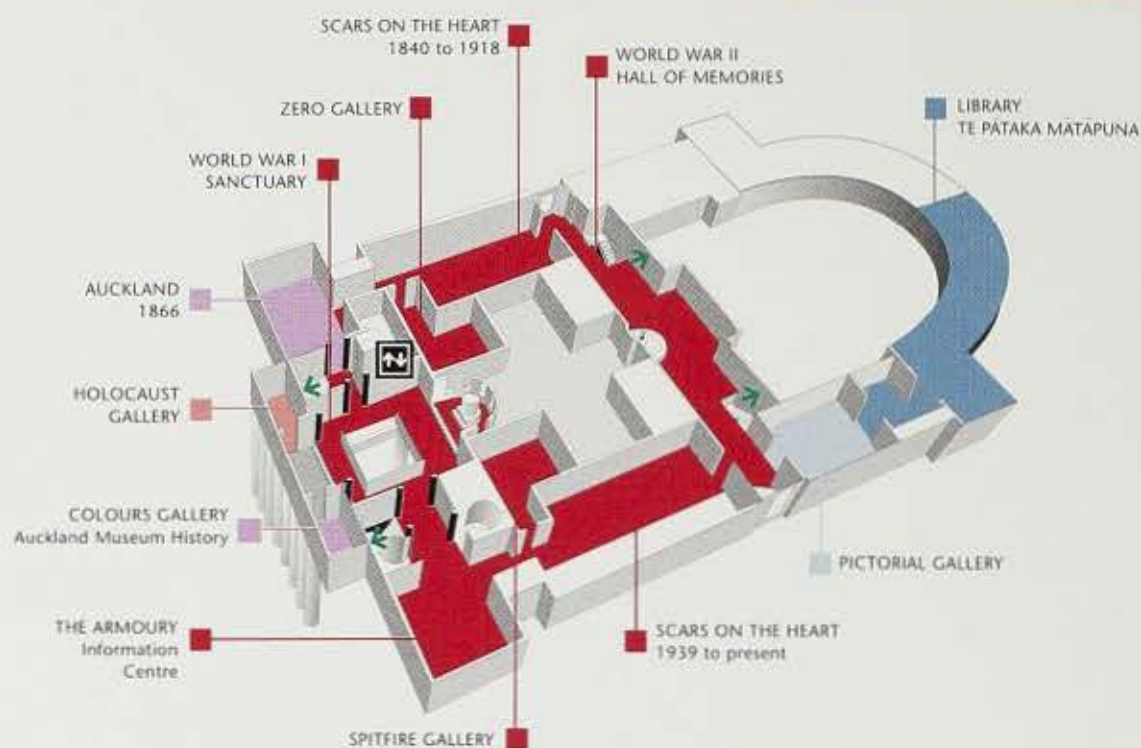 SCARS ON THE HEART
1840 to 1918
WORLD WAR II
HALL OF MEMORIES
ZERO GALLERY
LIBRARY
TE PĀTAKA MĀTĀPUNA
WORLD WAR I
SANCTUARY
AUCKLAND
1866
HOLOCAUST
GALLERY
COLOURS GALLERY
Auckland Museum History
PICTORIAL GALLERY
THE ARMOURY
Information
Centre
SCARS ON THE HEART
1939 to present
SPITFIRE GALLERY